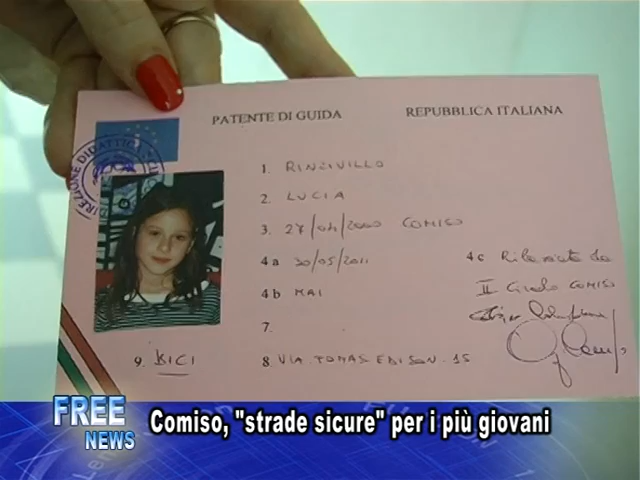 PATENTE DI GUIDA REPUBBLICA ITALIANA
1. RINZIVILLO
2. LUCIA
3. 27/04/2000 COMISO
4a 30/05/2011 4c Rilasciato da
4b MAI II Circolo COMISO
7.
9. BICI 8. VIA TOMAS EDISON 15
FREE NEWS
Comiso, "strade sicure" per i più giovani